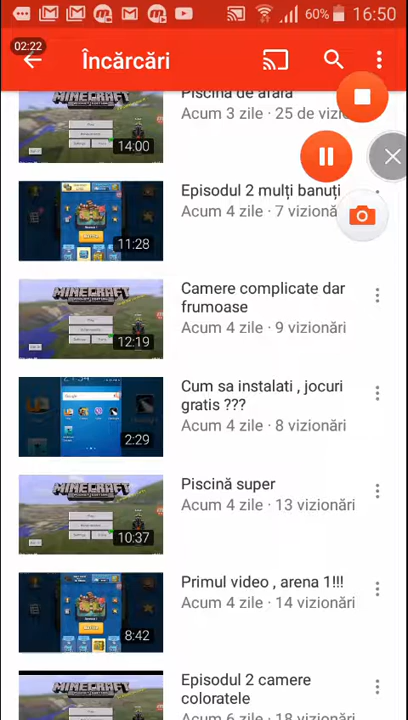 60% 16:50
02:22
Încărcări
Piscina de afara
Acum 3 zile · 25 de
14:00
Episodul 2 mulți banuți
Acum 4 zile · 7
11:28
MINECRAFT
Camere complicate dar
frumoase
Acum 4 zile · 9 vizionări
12:19
Cum sa instalati , jocuri
gratis ???
Acum 4 zile · 8 vizionări
2:29
MINECRAFT
Piscină super
Acum 4 zile · 13 vizionări
10:37
Primul video , arena 1!!!
Acum 4 zile · 14 vizionări
8:42
MINECRAFT
Episodul 2 camere
coloratele
Acum 6 zile · 18 vizionări